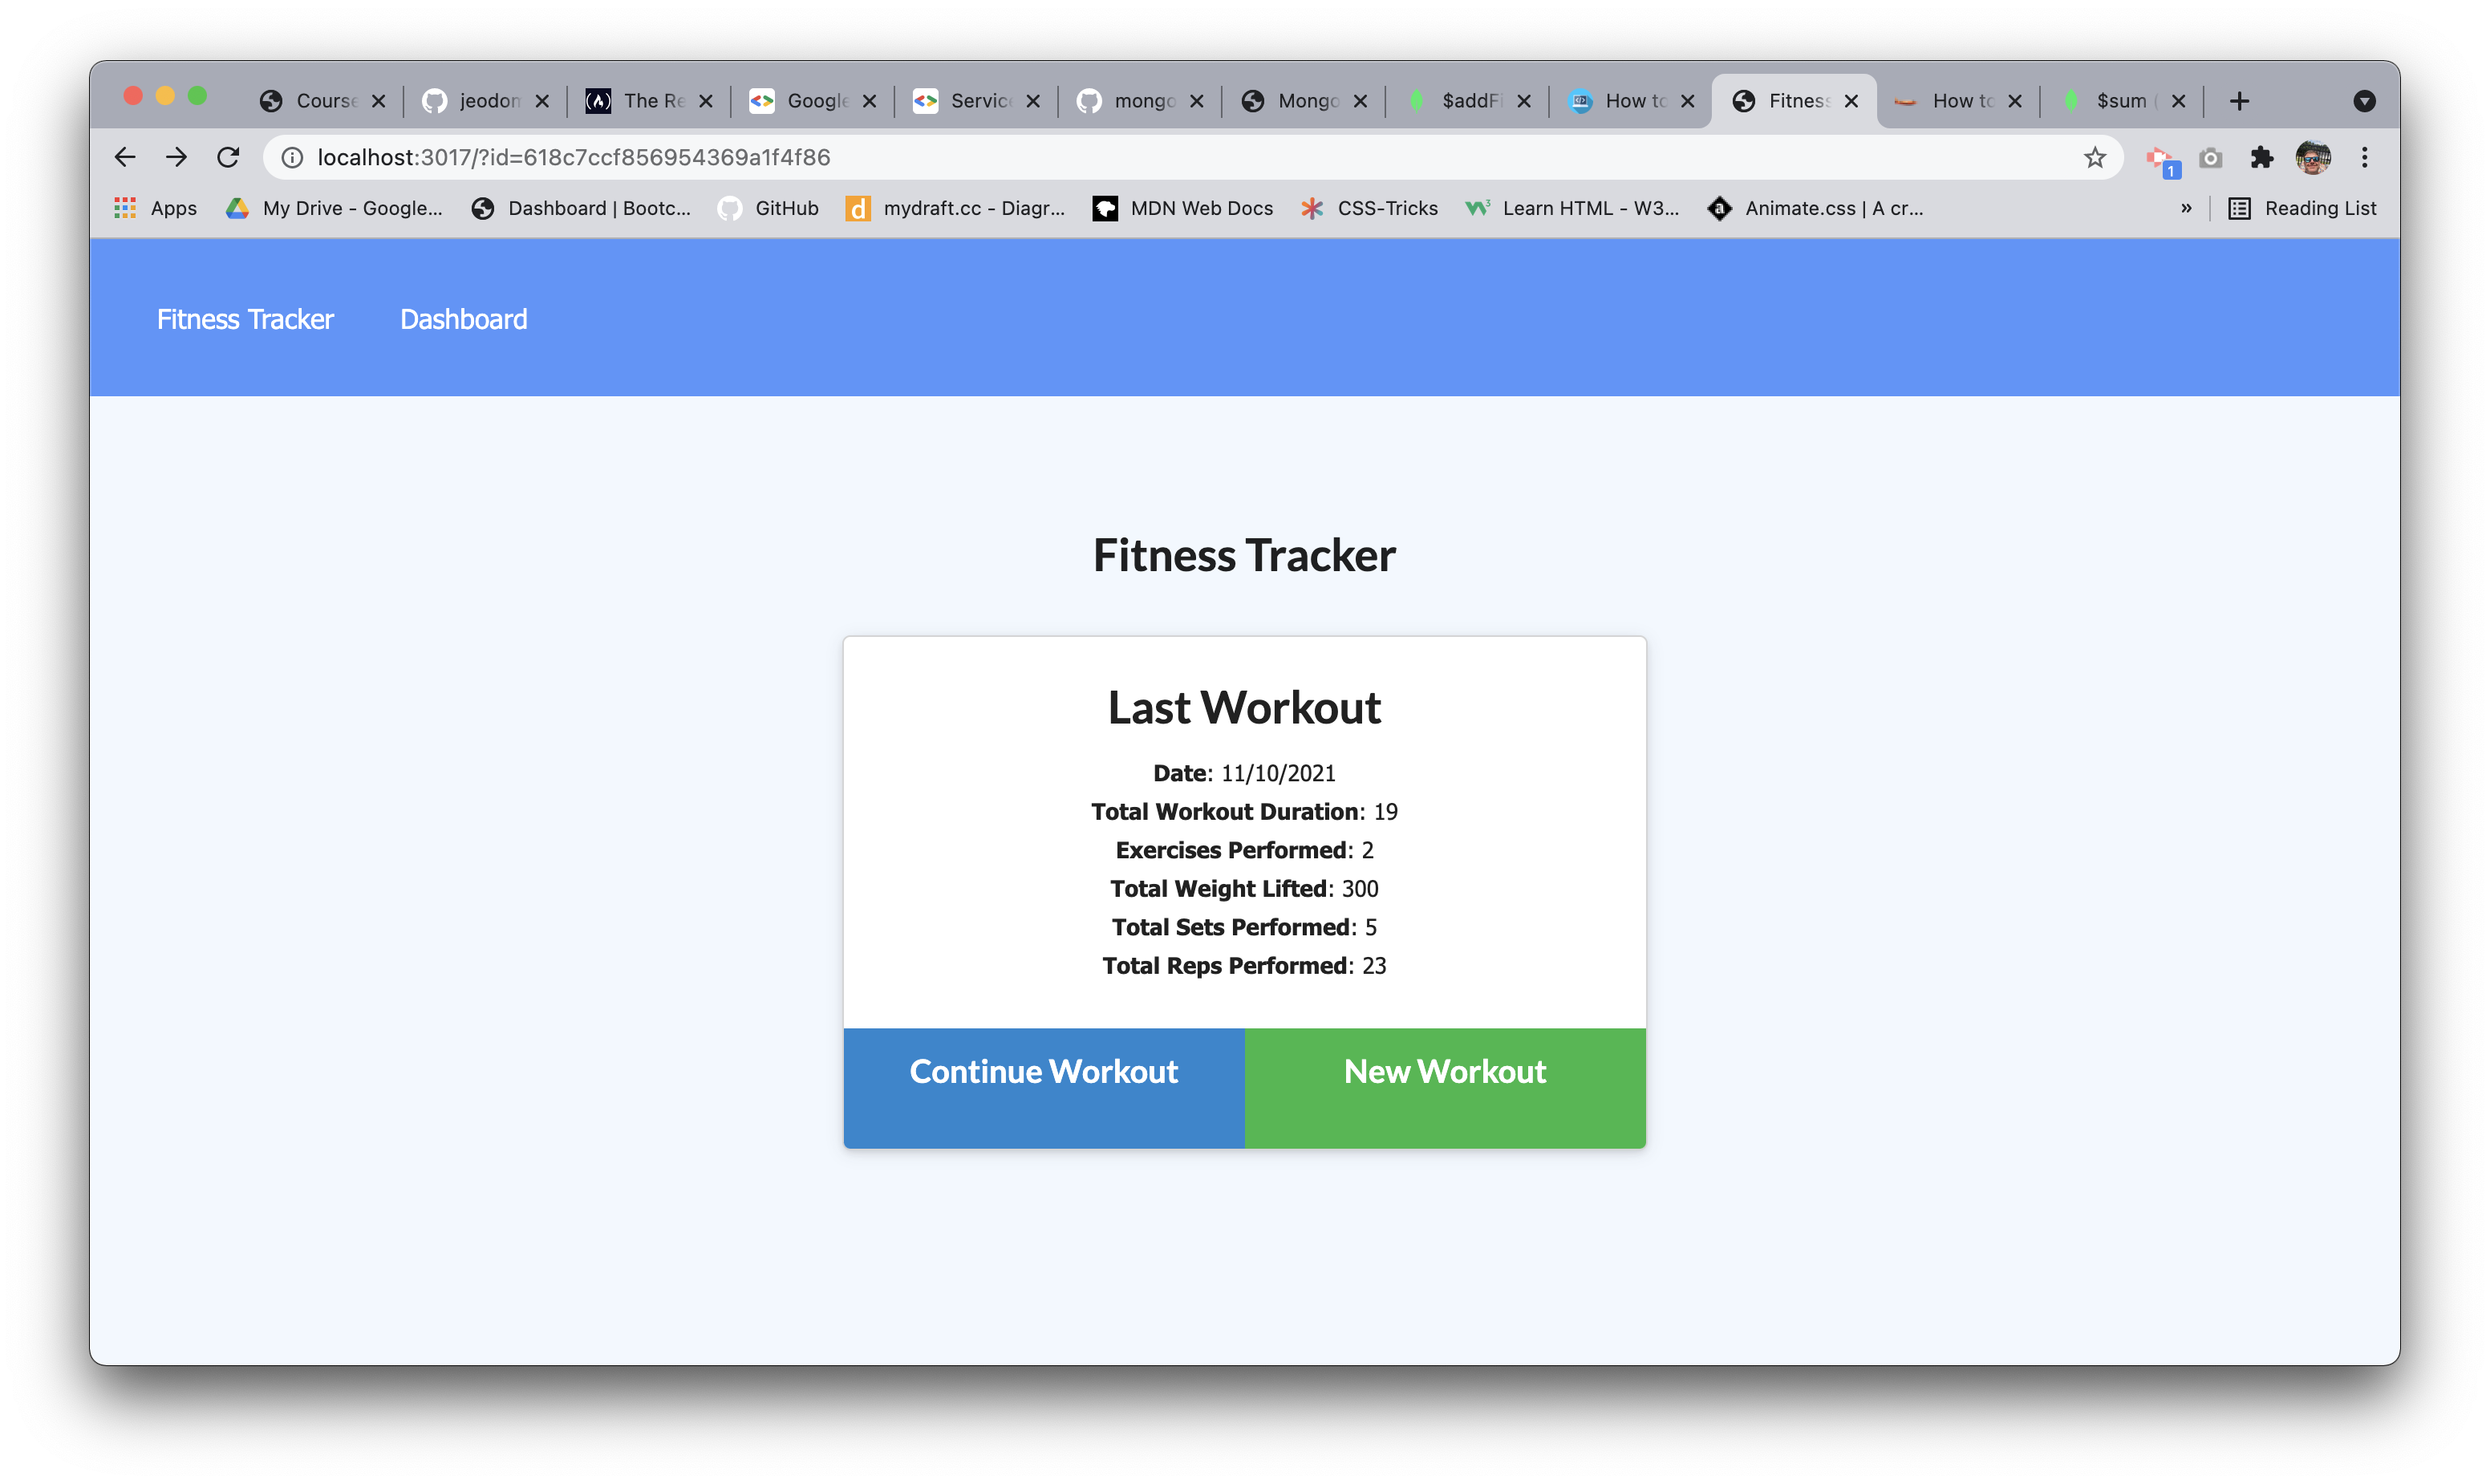 Course jeodom The Re Google Servic mongo Mongo $addFi How to Fitness How to $sum (
localhost:3017/?id=618c7ccf856954369a1f4f86
1
Apps My Drive - Google... Dashboard | Bootc... GitHub mydraft.cc - Diagr... MDN Web Docs CSS-Tricks Learn HTML - W3... Animate.css | A cr... » Reading List
Fitness Tracker Dashboard
Fitness Tracker
Last Workout
Date: 11/10/2021
Total Workout Duration: 19
Exercises Performed: 2
Total Weight Lifted: 300
Total Sets Performed: 5
Total Reps Performed: 23
Continue Workout New Workout